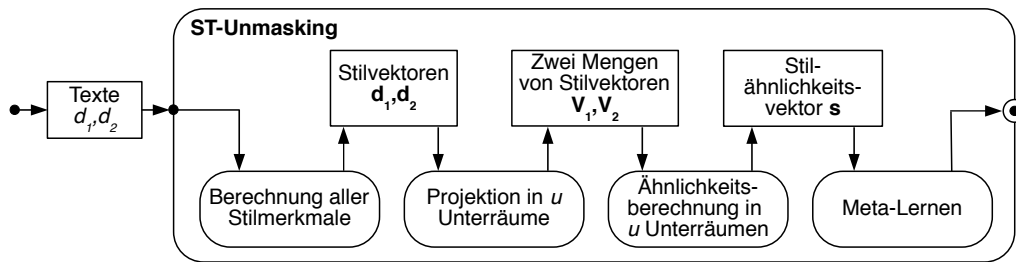 ST-Unmasking
Texte
d1,d2
Stilvektoren
d1,d2
Zwei Mengen
von Stilvektoren
V1,V2
Stil-
ähnlichkeits-
vektor s
Berechnung aller
Stilmerkmale
Projektion in u
Unterräume
Ähnlichkeits-
berechnung in
u Unterräumen
Meta-Lernen